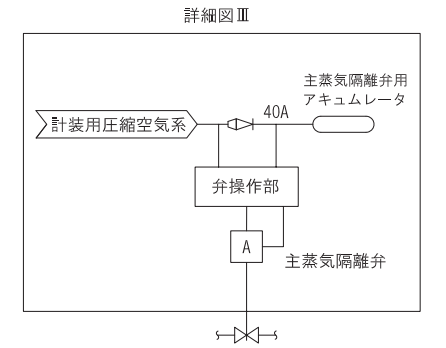 詳細図Ⅲ
主蒸気隔離弁用
アキュムレータ
40A
計装用圧縮空気系
弁操作部
A
主蒸気隔離弁